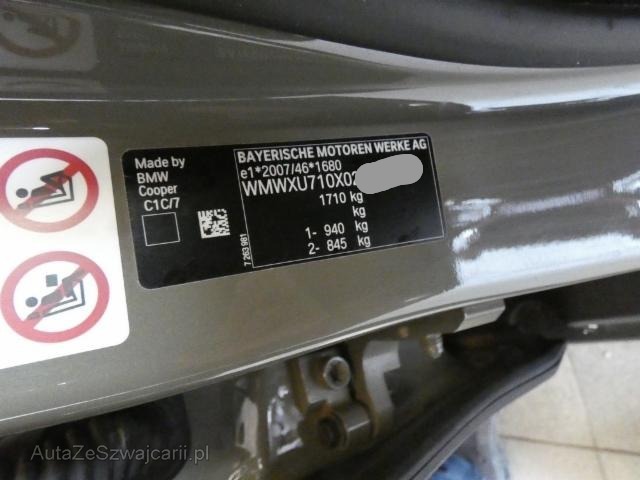 BAYERISCHE MOTOREN WERKE AG
e1*2007/46*1680
WMWXU710X02
1710 kg
kg
1- 940 kg
2- 845 kg
Made by
BMW
Cooper
C1C/7
7 263 981
AutaZeSzwajcarii.pl